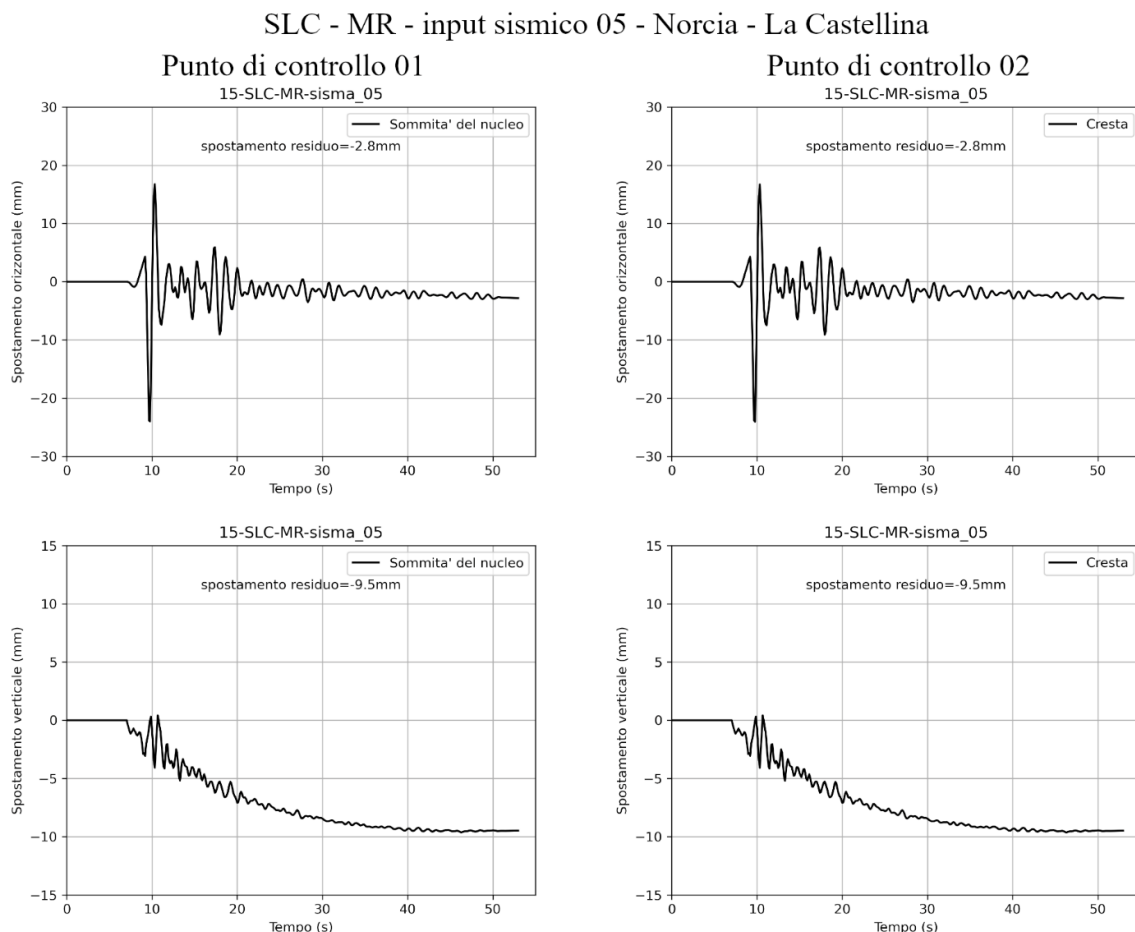 SLC - MR - input sismico 05 - Norcia - La Castellina
Punto di controllo 01
Punto di controllo 02
15-SLC-MR-sisma_05
Sommita' del nucleo
spostamento residuo=-2.8mm
Spostamento orizzontale (mm)
30
20
10
0
−10
−20
−30
0 10 20 30 40 50
Tempo (s)
15-SLC-MR-sisma_05
Cresta
spostamento residuo=-2.8mm
Spostamento orizzontale (mm)
30
20
10
0
−10
−20
−30
0 10 20 30 40 50
Tempo (s)
15-SLC-MR-sisma_05
Sommita' del nucleo
spostamento residuo=-9.5mm
Spostamento verticale (mm)
15
10
5
0
−5
−10
−15
0 10 20 30 40 50
Tempo (s)
15-SLC-MR-sisma_05
Cresta
spostamento residuo=-9.5mm
Spostamento verticale (mm)
15
10
5
0
−5
−10
−15
0 10 20 30 40 50
Tempo (s)